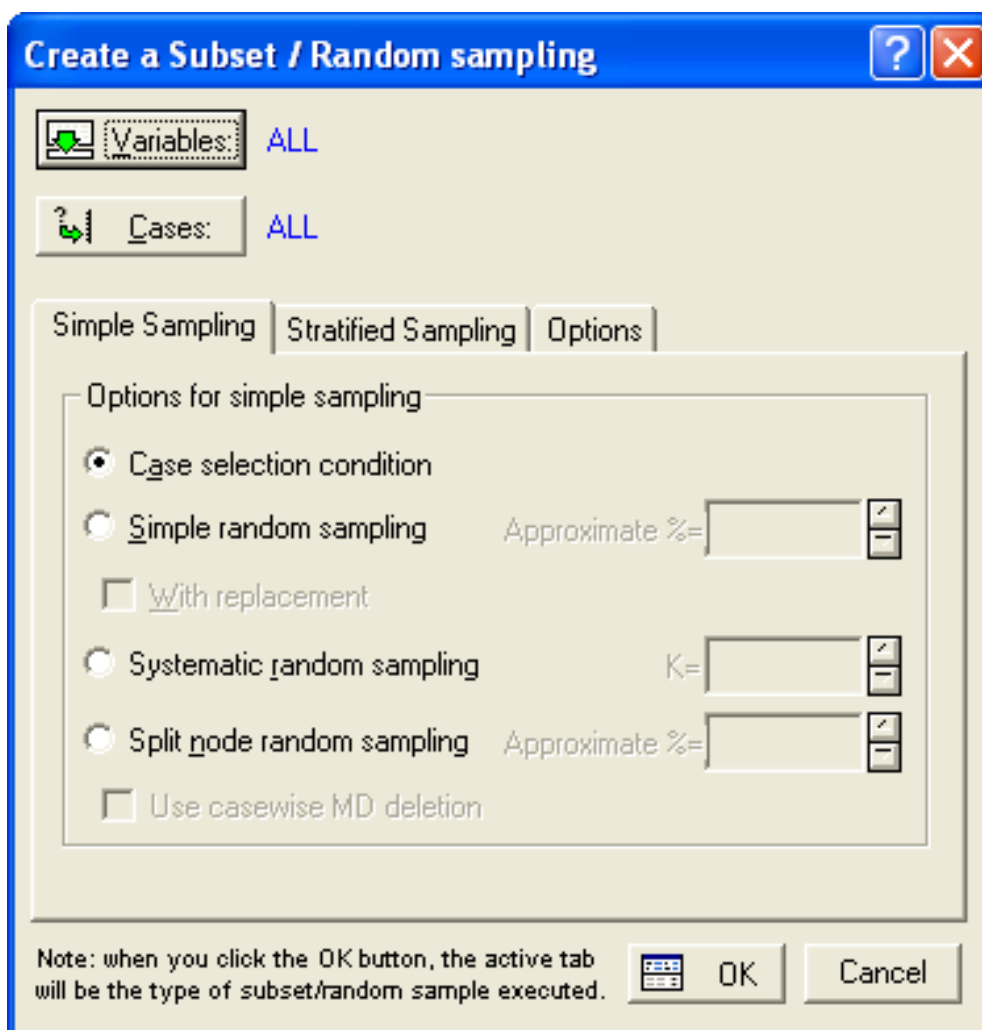 Create a Subset / Random sampling
Variables: ALL
Cases: ALL
Simple Sampling Stratified Sampling Options
Options for simple sampling
Case selection condition
Simple random sampling Approximate %=
With replacement
Systematic random sampling K=
Split node random sampling Approximate %=
Use casewise MD deletion
Note: when you click the OK button, the active tab
will be the type of subset/random sample executed.
OK Cancel